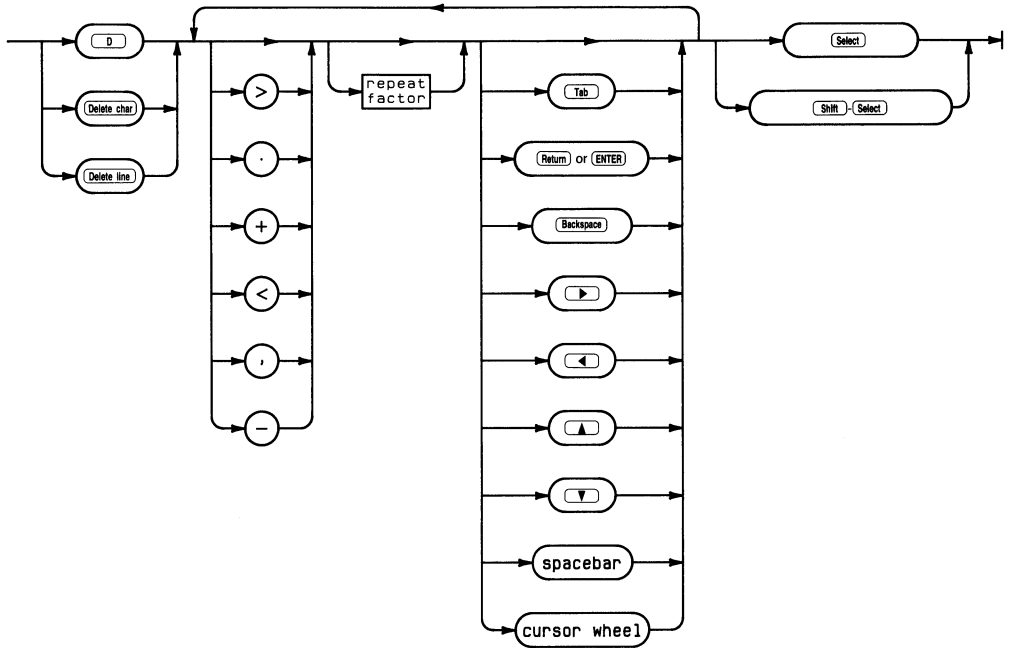 D
Delete char
Delete line
>
.
+
<
,
-
repeat
factor
Tab
Return or ENTER
Backspace
▶
◀
▲
▼
spacebar
cursor wheel
Select
Shift - Select